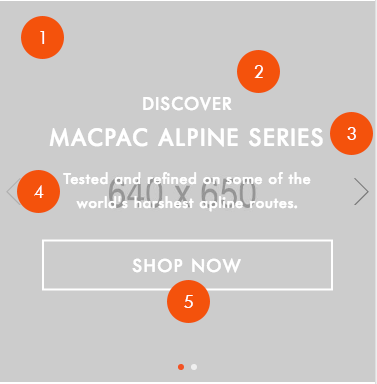 1
2
DISCOVER
MACPAC ALPINE SERIES
3
Tested and refined on some of the
4
640 x 650
world's harshest apline routes.
SHOP NOW
5